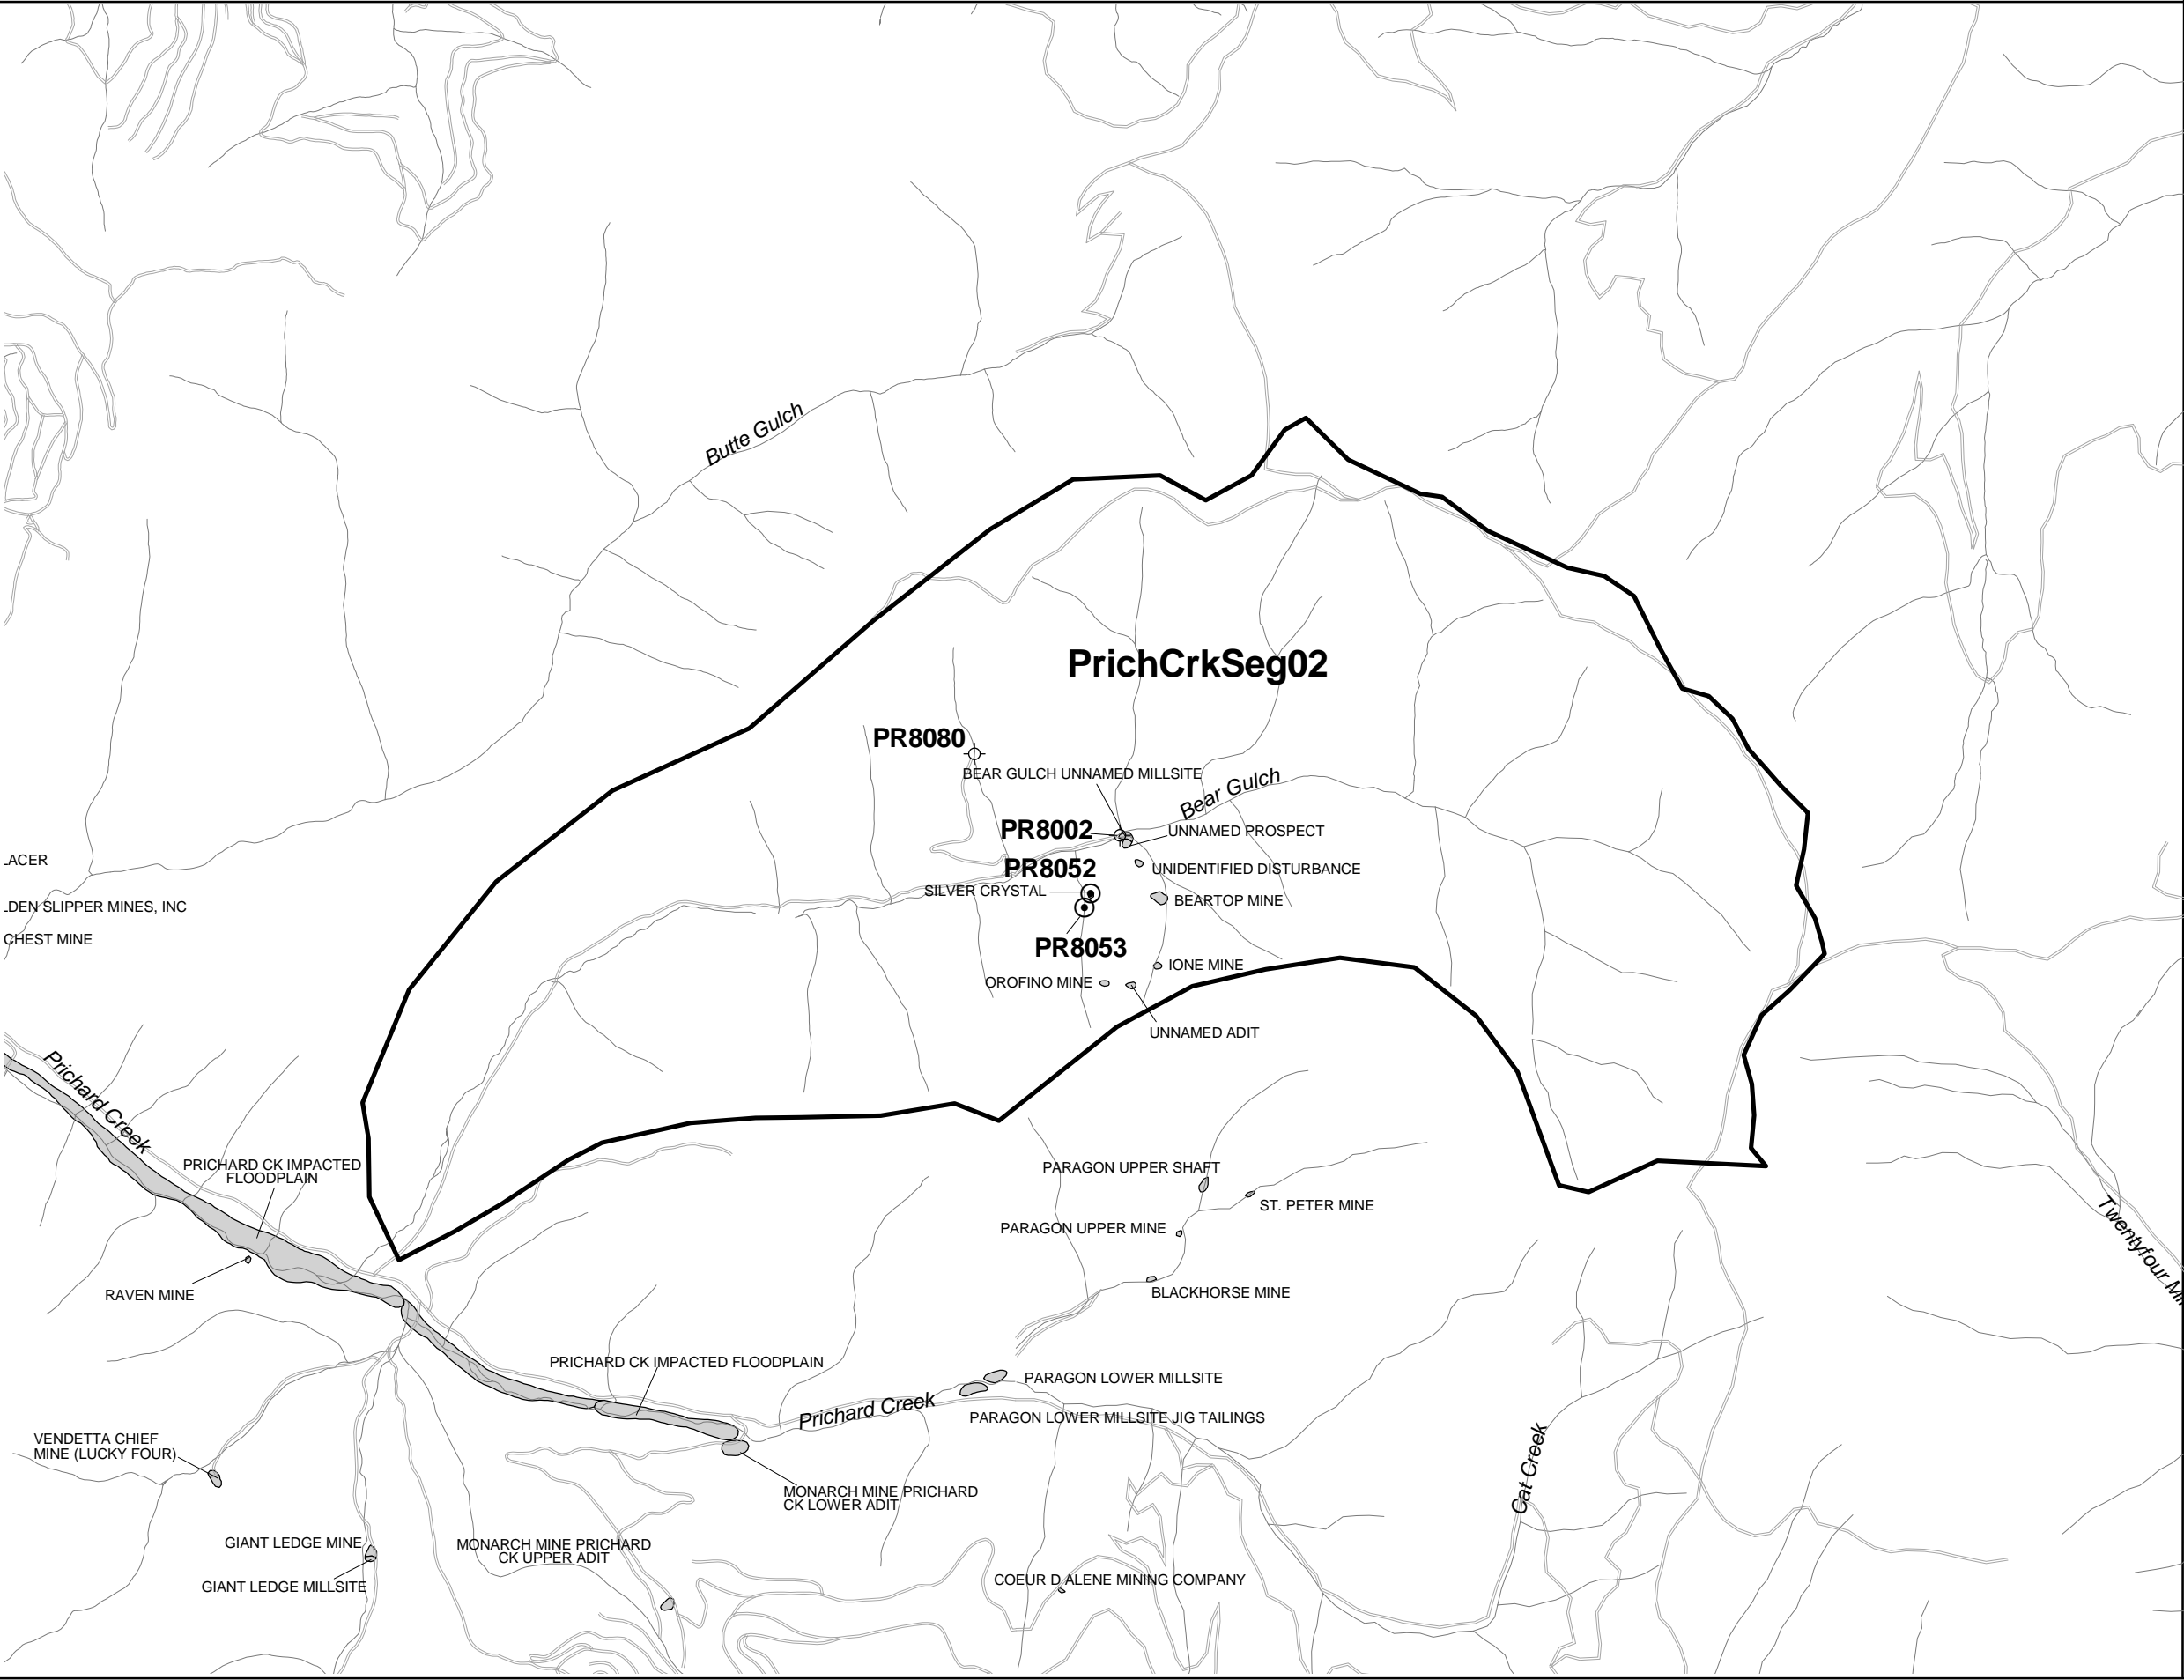 Butte Gulch
PrichCrkSeg02
PR8080
BEAR GULCH UNNAMED MILLSITE
Bear Gulch
PR8002
UNNAMED PROSPECT
LACER
PR8052
UNIDENTIFIED DISTURBANCE
SILVER CRYSTAL
BEARTOP MINE
LDEN SLIPPER MINES, INC
CHEST MINE
PR8053
IONE MINE
OROFINO MINE
UNNAMED ADIT
Prichard Creek
PRICHARD CK IMPACTED
FLOODPLAIN
PARAGON UPPER SHAFT
ST. PETER MINE
PARAGON UPPER MINE
Twentyfour Mi
RAVEN MINE
BLACKHORSE MINE
PRICHARD CK IMPACTED FLOODPLAIN
PARAGON LOWER MILLSITE
Prichard Creek
PARAGON LOWER MILLSITE JIG TAILINGS
VENDETTA CHIEF
MINE (LUCKY FOUR)
Cat Creek
MONARCH MINE PRICHARD
CK LOWER ADIT
GIANT LEDGE MINE
MONARCH MINE PRICHARD
CK UPPER ADIT
GIANT LEDGE MILLSITE
COEUR D ALENE MINING COMPANY